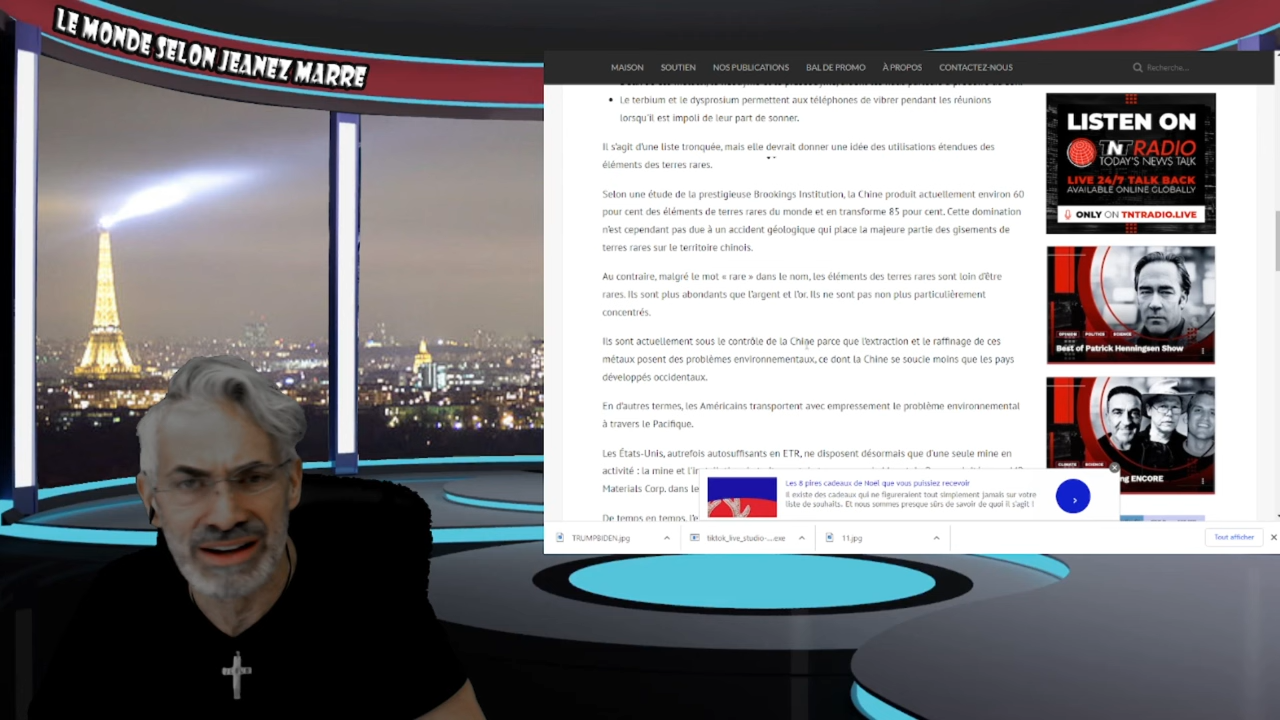 LE MONDE SELON JEANEZ MARRE
MAISON SOUTIEN NOS PUBLICATIONS BAL DE PROMO À PROPOS CONTACTEZ-NOUS Recherche...
• Le terbium et le dysprosium permettent aux téléphones de vibrer pendant les réunions
lorsqu'il est impoli de leur part de sonner.
Il s'agit d'une liste tronquée, mais elle devrait donner une idée des utilisations étendues des
éléments des terres rares.
Selon une étude de la prestigieuse Brookings Institution, la Chine produit actuellement environ 60
pour cent des éléments de terres rares du monde et en transforme 85 pour cent. Cette domination
n'est cependant pas due à un accident géologique qui place la majeure partie des gisements de
terres rares sur le territoire chinois.
Au contraire, malgré le mot « rare » dans le nom, les éléments des terres rares sont loin d'être
rares. Ils sont plus abondants que l'argent et l'or. Ils ne sont pas non plus particulièrement
concentrés.
Ils sont actuellement sous le contrôle de la Chine parce que l'extraction et le raffinage de ces
métaux posent des problèmes environnementaux, ce dont la Chine se soucie moins que les pays
développés occidentaux.
En d'autres termes, les Américains transportent avec empressement le problème environnemental
à travers le Pacifique.
Les États-Unis, autrefois autosuffisants en ETR, ne disposent désormais que d'une seule mine en
activité : la mine et
Materials Corp. dans le
De temps en temps,
LISTEN ON
TNT RADIO
TODAY'S NEWS TALK
LIVE 24/7 TALK BACK
AVAILABLE ONLINE GLOBALLY
ONLY ON TNTRADIO.LIVE
OPINION POLITICS SCIENCE
Best of Patrick Henningsen Show
CLIMATE SCIENCE
ng ENCORE
Les 8 pires cadeaux de Noël que vous puissiez recevoir
Il existe des cadeaux qui ne figureraient tout simplement jamais sur votre
liste de souhaits. Et nous sommes presque sûrs de savoir de quoi il s'agit !
TRUMPBIDEN.jpg tiktok_live_studio-....exe 11.jpg Tout afficher